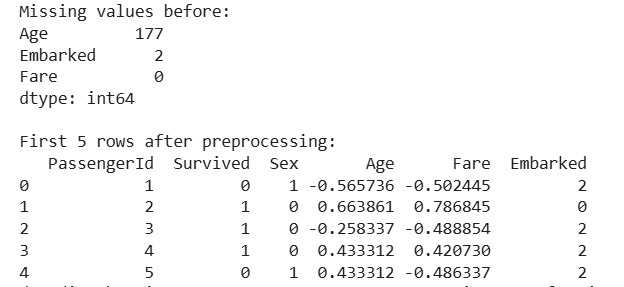 Missing values before:
Age 177
Embarked 2
Fare 0
dtype: int64
First 5 rows after preprocessing:
PassengerId Survived Sex Age Fare Embarked
0 1 0 1 -0.565736 -0.502445 2
1 2 1 0 0.663861 0.786845 0
2 3 1 0 -0.258337 -0.488854 2
3 4 1 0 0.433312 0.420730 2
4 5 0 1 0.433312 -0.486337 2